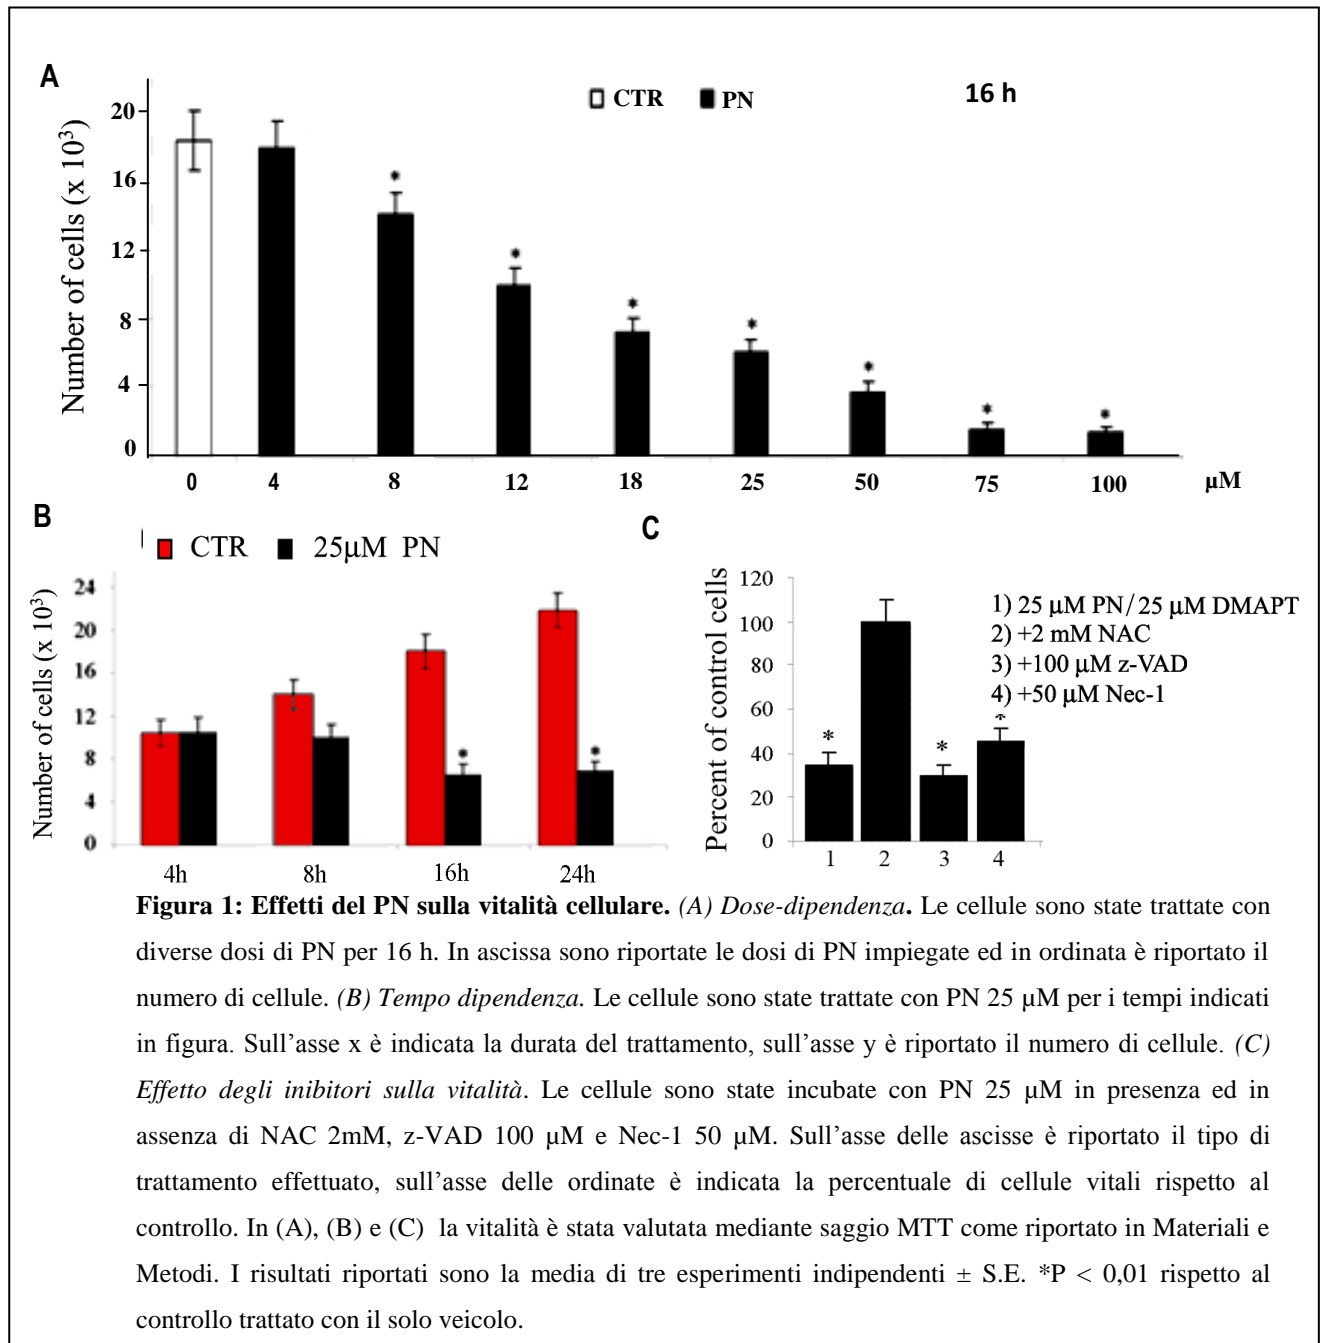 A
CTR PN
16 h
Number of cells (x 10³)
20
16
12
8
4
0
* * * * * * *
0 4 8 12 18 25 50 75 100 µM
B
CTR 25µM PN
Number of cells (x 10³)
24
20
16
12
8
4
0
* *
4h 8h 16h 24h
C
Percent of control cells
120
100
80
60
40
20
0
* * *
1 2 3 4
1) 25 µM PN/25 µM DMAPT
2) +2 mM NAC
3) +100 µM z-VAD
4) +50 µM Nec-1
Figura 1: Effetti del PN sulla vitalità cellulare. (A) Dose-dipendenza. Le cellule sono state trattate con
diverse dosi di PN per 16 h. In ascissa sono riportate le dosi di PN impiegate ed in ordinata è riportato il
numero di cellule. (B) Tempo dipendenza. Le cellule sono state trattate con PN 25 µM per i tempi indicati
in figura. Sull’asse x è indicata la durata del trattamento, sull’asse y è riportato il numero di cellule. (C)
Effetto degli inibitori sulla vitalità. Le cellule sono state incubate con PN 25 µM in presenza ed in
assenza di NAC 2mM, z-VAD 100 µM e Nec-1 50 µM. Sull’asse delle ascisse è riportato il tipo di
trattamento effettuato, sull’asse delle ordinate è indicata la percentuale di cellule vitali rispetto al
controllo. In (A), (B) e (C) la vitalità è stata valutata mediante saggio MTT come riportato in Materiali e
Metodi. I risultati riportati sono la media di tre esperimenti indipendenti ± S.E. *P < 0,01 rispetto al
controllo trattato con il solo veicolo.